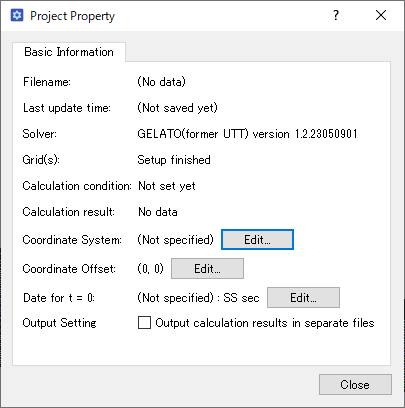 Project Property
Basic Information
Filename: (No data)
Last update time: (Not saved yet)
Solver: GELATO(former UTT) version 1.2.23050901
Grid(s): Setup finished
Calculation condition: Not set yet
Calculation result: No data
Coordinate System: (Not specified) Edit...
Coordinate Offset: (0, 0) Edit...
Date for t = 0: (Not specified) : SS sec Edit...
Output Setting Output calculation results in separate files
Close